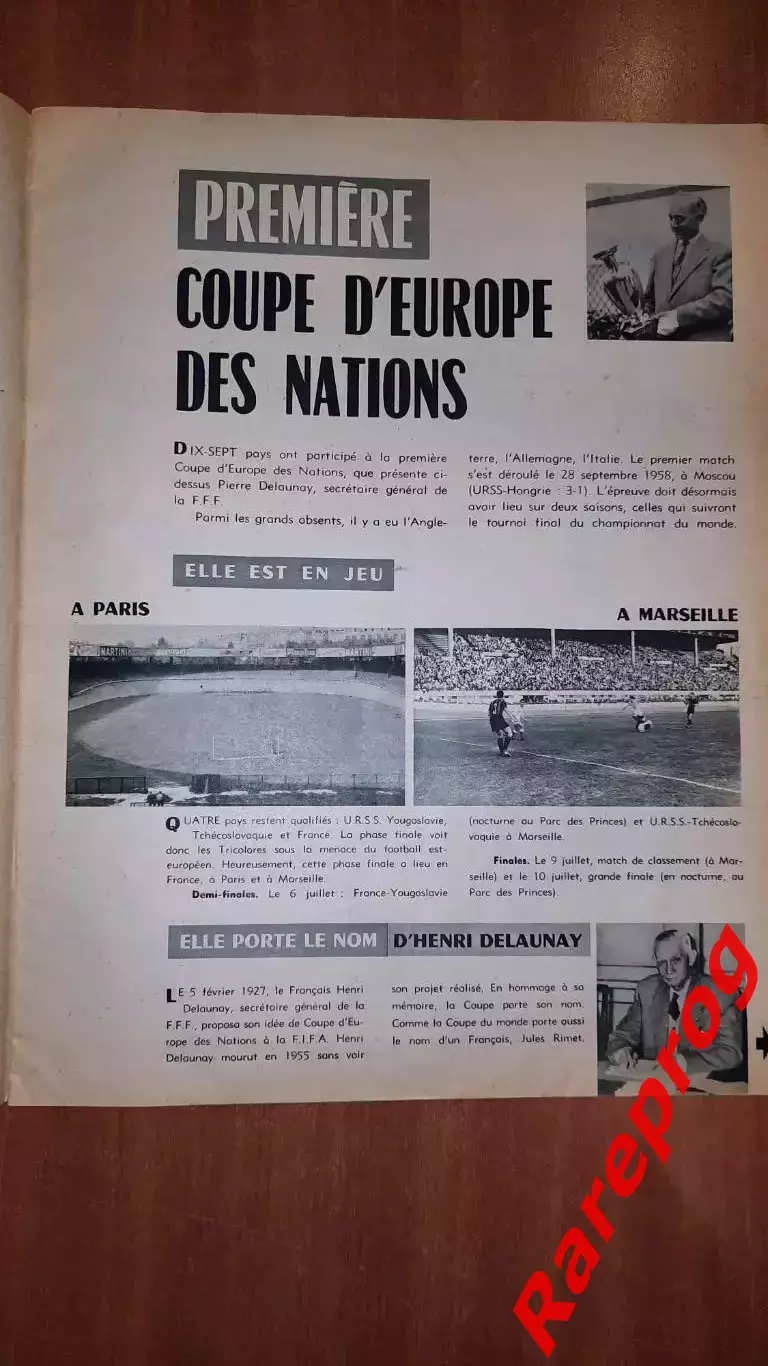 PREMIÈRE
COUPE D'EUROPE
DES NATIONS
DIX-SEPT pays ont participé à la première
Coupe d'Europe des Nations, que présente ci-
dessus Pierre Delaunay, secrétaire général de
la F.F.F.
Parmi les grands absents, il y a eu l'Angle-
terre, l'Allemagne, l'Italie. Le premier match
s'est déroulé le 28 septembre 1958, à Moscou
(URSS-Hongrie : 3-1). L'épreuve doit désormais
avoir lieu sur deux saisons, celles qui suivront
le tournoi final du championnat du monde.
ELLE EST EN JEU
A PARIS
A MARSEILLE
MARTINI
QUATRE pays restent qualifiés : U.R.S.S. Yougoslavie,
Tchécoslovaquie et France. La phase finale voit
donc les Tricolores sous la menace du football est-
européen. Heureusement, cette phase finale a lieu en
France, à Paris et à Marseille.
Demi-finales. Le 6 juillet : France-Yougoslavie
(nocturne au Parc des Princes) et U.R.S.S.-Tchécoslo-
vaquie à Marseille.
Finales. Le 9 juillet, match de classement (à Mar-
seille) et le 10 juillet, grande finale (en nocturne, au
Parc des Princes).
ELLE PORTE LE NOM D'HENRI DELAUNAY
LE 5 février 1927, le Français Henri
Delaunay, secrétaire général de la
F.F.F., proposa son idée de Coupe d'Eu-
rope des Nations à la F.I.F.A. Henri
Delaunay mourut en 1955 sans voir
son projet réalisé. En hommage à sa
mémoire, la Coupe porte son nom.
Comme la Coupe du monde porte aussi
le nom d'un Français, Jules Rimet.
Rareprog